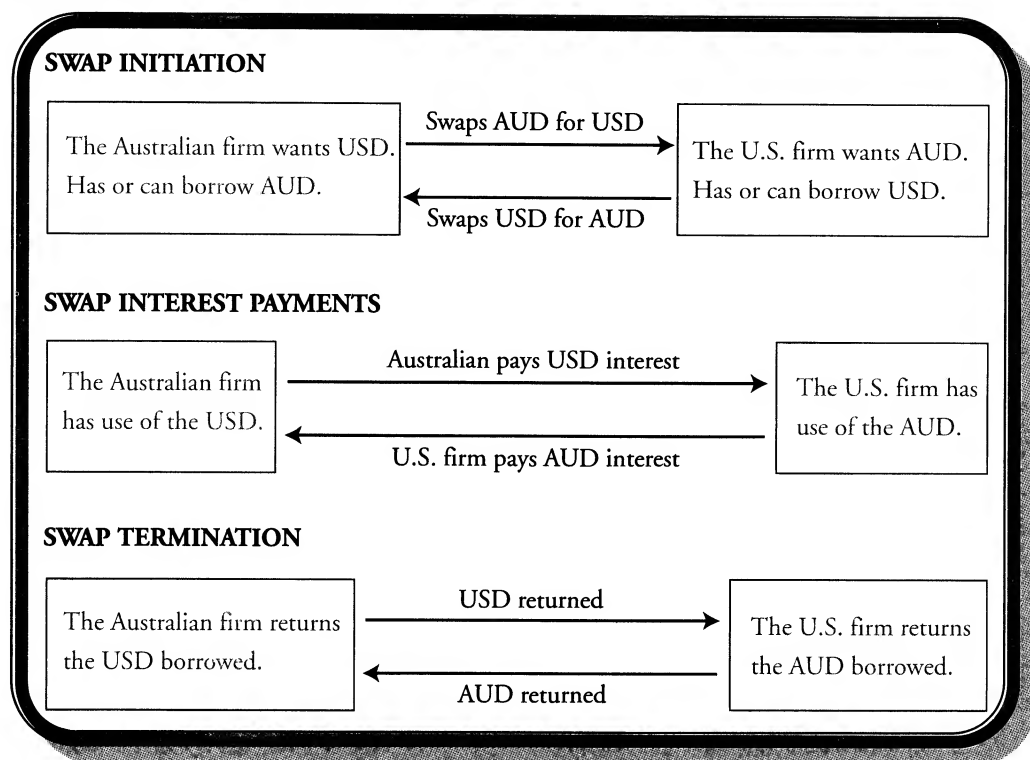 SWAP INITIATION
The Australian firm wants USD.
Has or can borrow AUD.
Swaps AUD for USD
Swaps USD for AUD
The U.S. firm wants AUD.
Has or can borrow USD.
SWAP INTEREST PAYMENTS
The Australian firm
has use of the USD.
Australian pays USD interest
U.S. firm pays AUD interest
The U.S. firm has
use of the AUD.
SWAP TERMINATION
The Australian firm returns
the USD borrowed.
USD returned
AUD returned
The U.S. firm returns
the AUD borrowed.